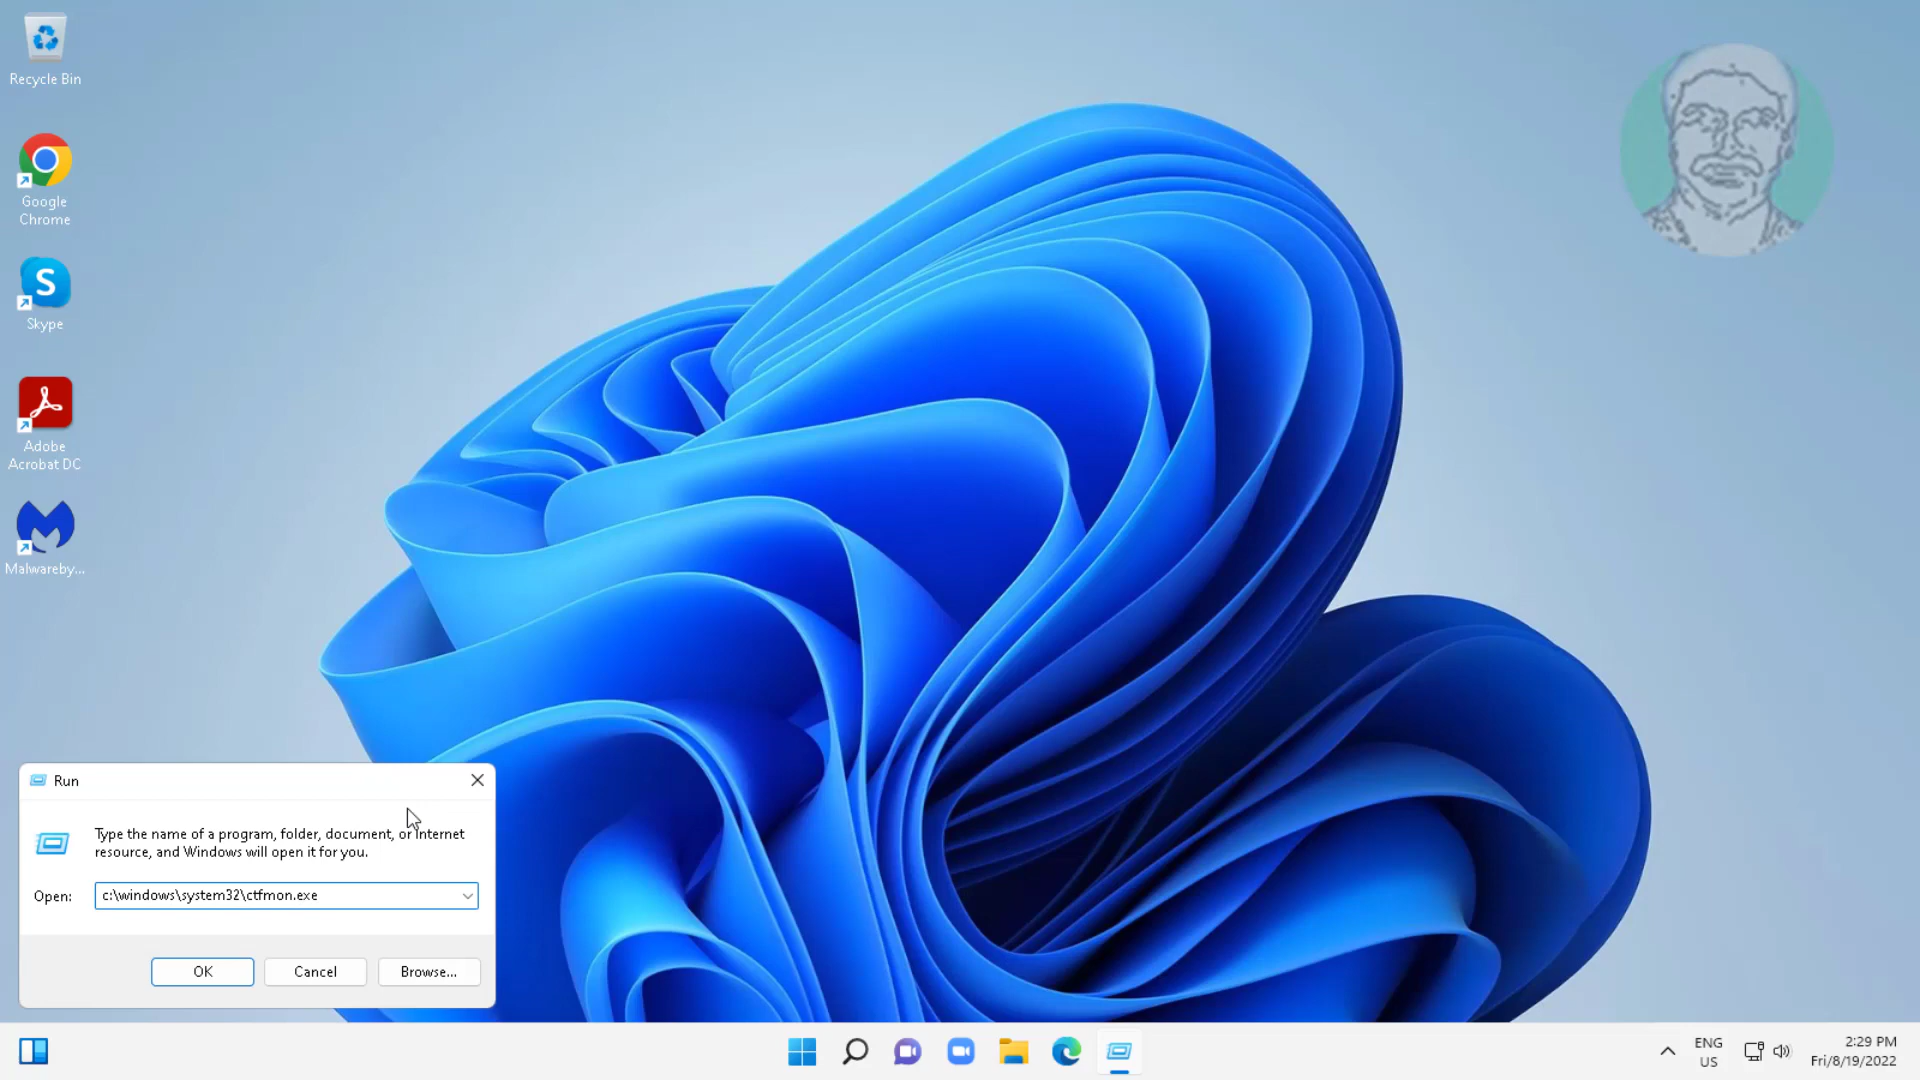 Recycle Bin
Google
Chrome
S
Skype
Adobe
Acrobat DC
Malwareby...
Run
Type the name of a program, folder, document, or Internet
resource, and Windows will open it for you.
Open:
c:\windows\system32\ctfmon.exe
OK
Cancel
Browse...
ENG
US
2:29 PM
Fri/8/19/2022